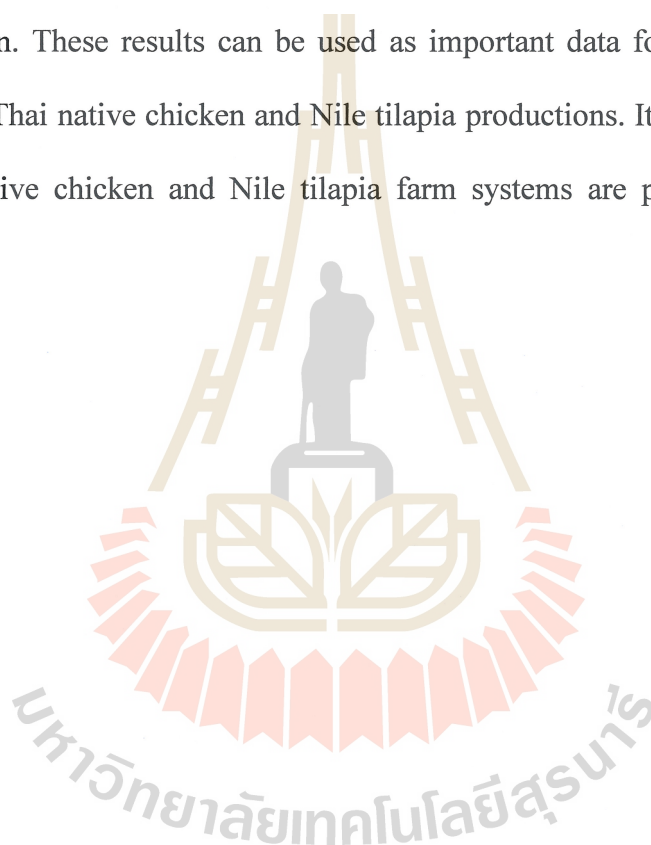 n. These results can be used as important data fo
Thai native chicken and Nile tilapia productions. It
ive chicken and Nile tilapia farm systems are p
มหาวิทยาลัยเทคโนโลยีสุรนารี